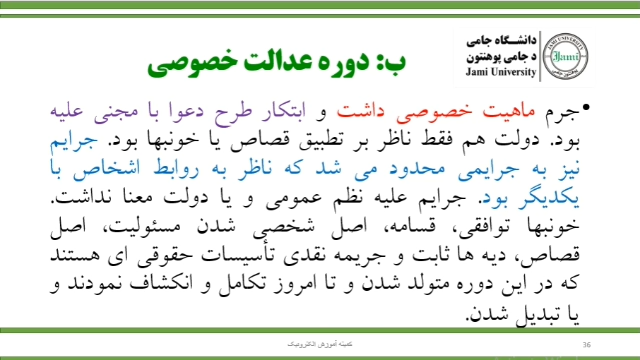 دانشگاه جامی
د جامی پوهنتون
Jami University
ب: دوره عدالت خصوصی
•جرم ماهیت خصوصی داشت و ابتکار طرح دعوا با مجنی علیه
بود. دولت هم فقط ناظر بر تطبیق قصاص یا خونبها بود. جرایم
نیز به جرایمی محدود می شد که ناظر به روابط اشخاص با
یکدیگر بود. جرایم علیه نظم عمومی و یا دولت معنا نداشت.
خونبها توافقی، قسامه، اصل شخصی شدن مسئولیت، اصل
قصاص، دیه ها ثابت و جریمه نقدی تأسیسات حقوقی ای هستند
که در این دوره متولد شدن و تا امروز تکامل و انکشاف نمودند و
یا تبدیل شدن.
کمیته آموزش الکترونیک
36